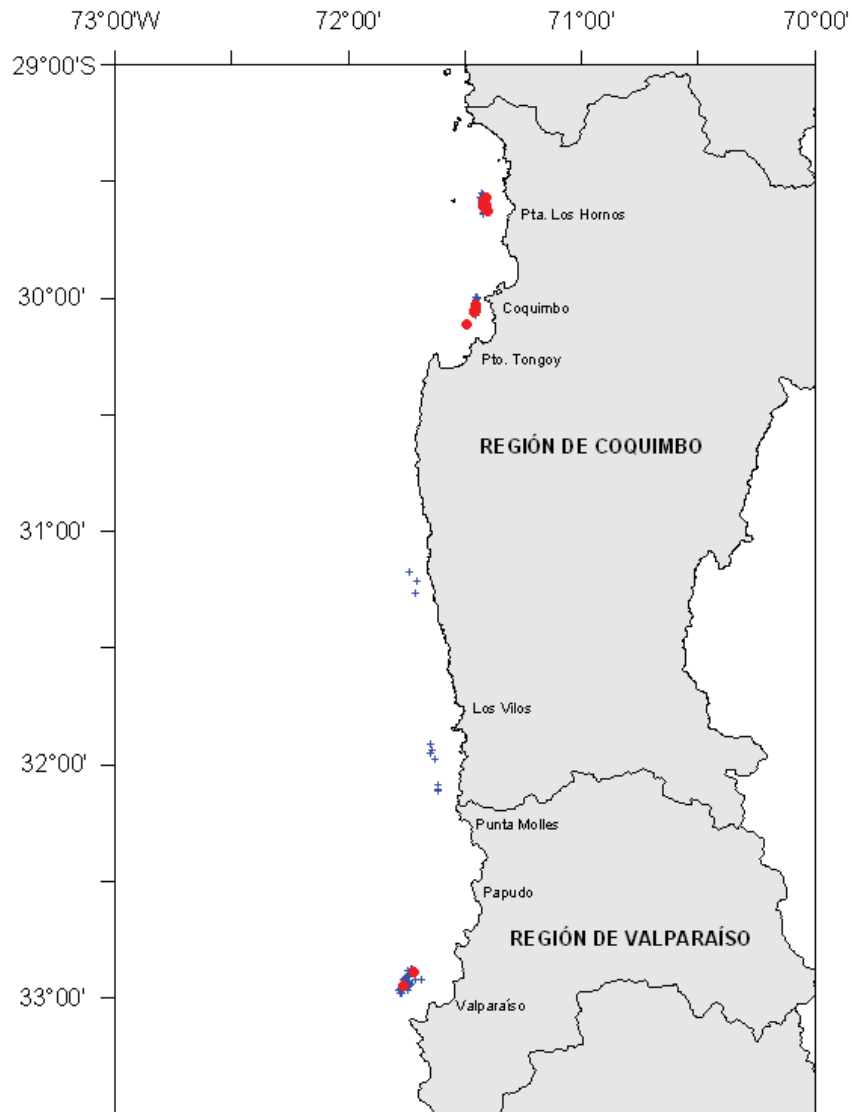 73°00'W 72°00' 71°00' 70°00'
29°00'S
Pta. Los Hornos
30°00'
Coquimbo
Pto. Tongoy
REGIÓN DE COQUIMBO
31°00'
Los Vilos
32°00'
Punta Molles
Papudo
REGIÓN DE VALPARAÍSO
33°00'
Valparaíso